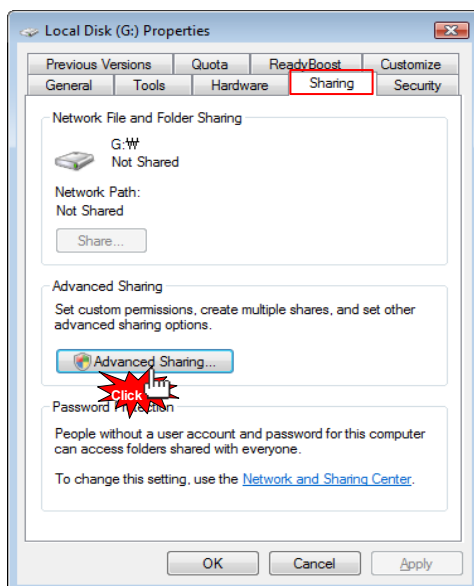 Local Disk (G:) Properties
Previous Versions Quota ReadyBoost Customize
General Tools Hardware Sharing Security
Network File and Folder Sharing
G:₩
Not Shared
Network Path:
Not Shared
Share...
Advanced Sharing
Set custom permissions, create multiple shares, and set other
advanced sharing options.
Advanced Sharing...
Click
Password Protection
People without a user account and password for this computer
can access folders shared with everyone.
To change this setting, use the Network and Sharing Center.
OK Cancel Apply